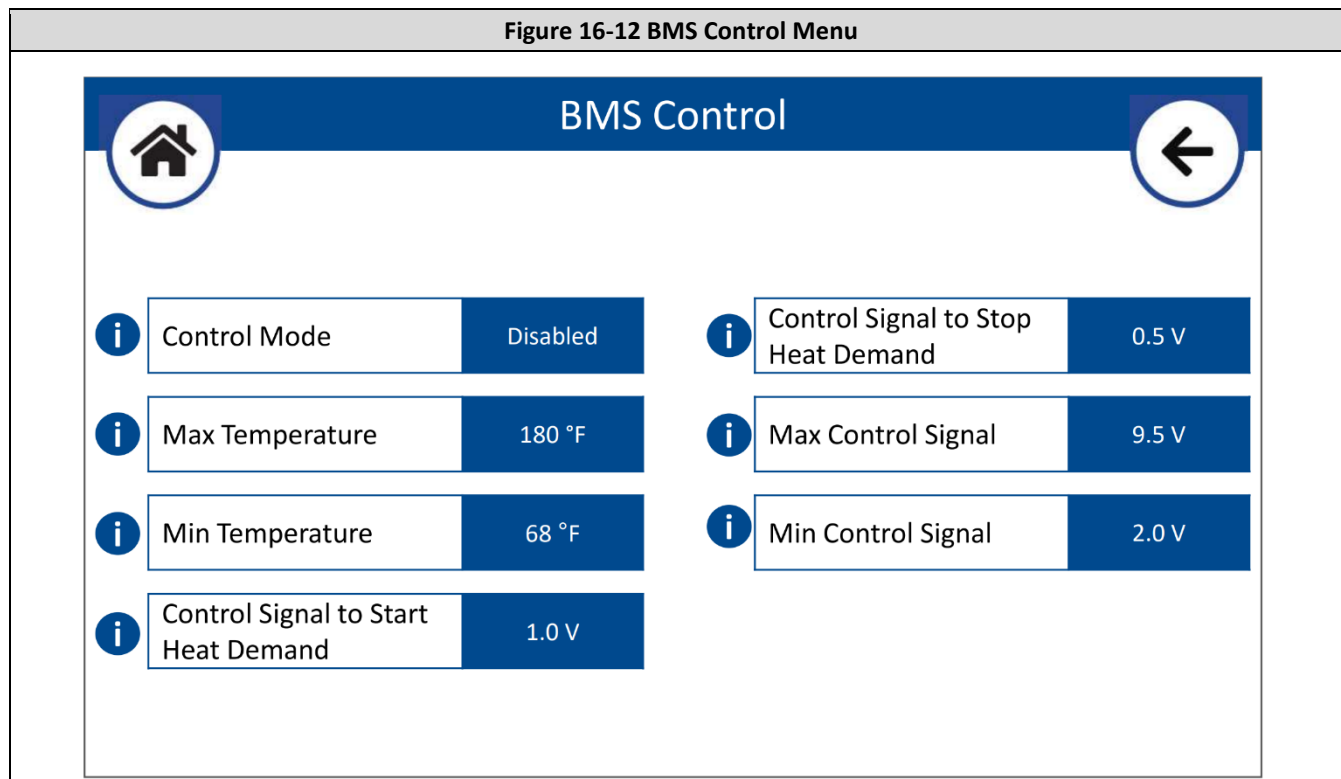 Figure 16-12 BMS Control Menu
BMS Control
i
Control Mode
Disabled
i
Max Temperature
180 °F
i
Min Temperature
68 °F
i
Control Signal to Start
Heat Demand
1.0 V
i
Control Signal to Stop
Heat Demand
0.5 V
i
Max Control Signal
9.5 V
i
Min Control Signal
2.0 V